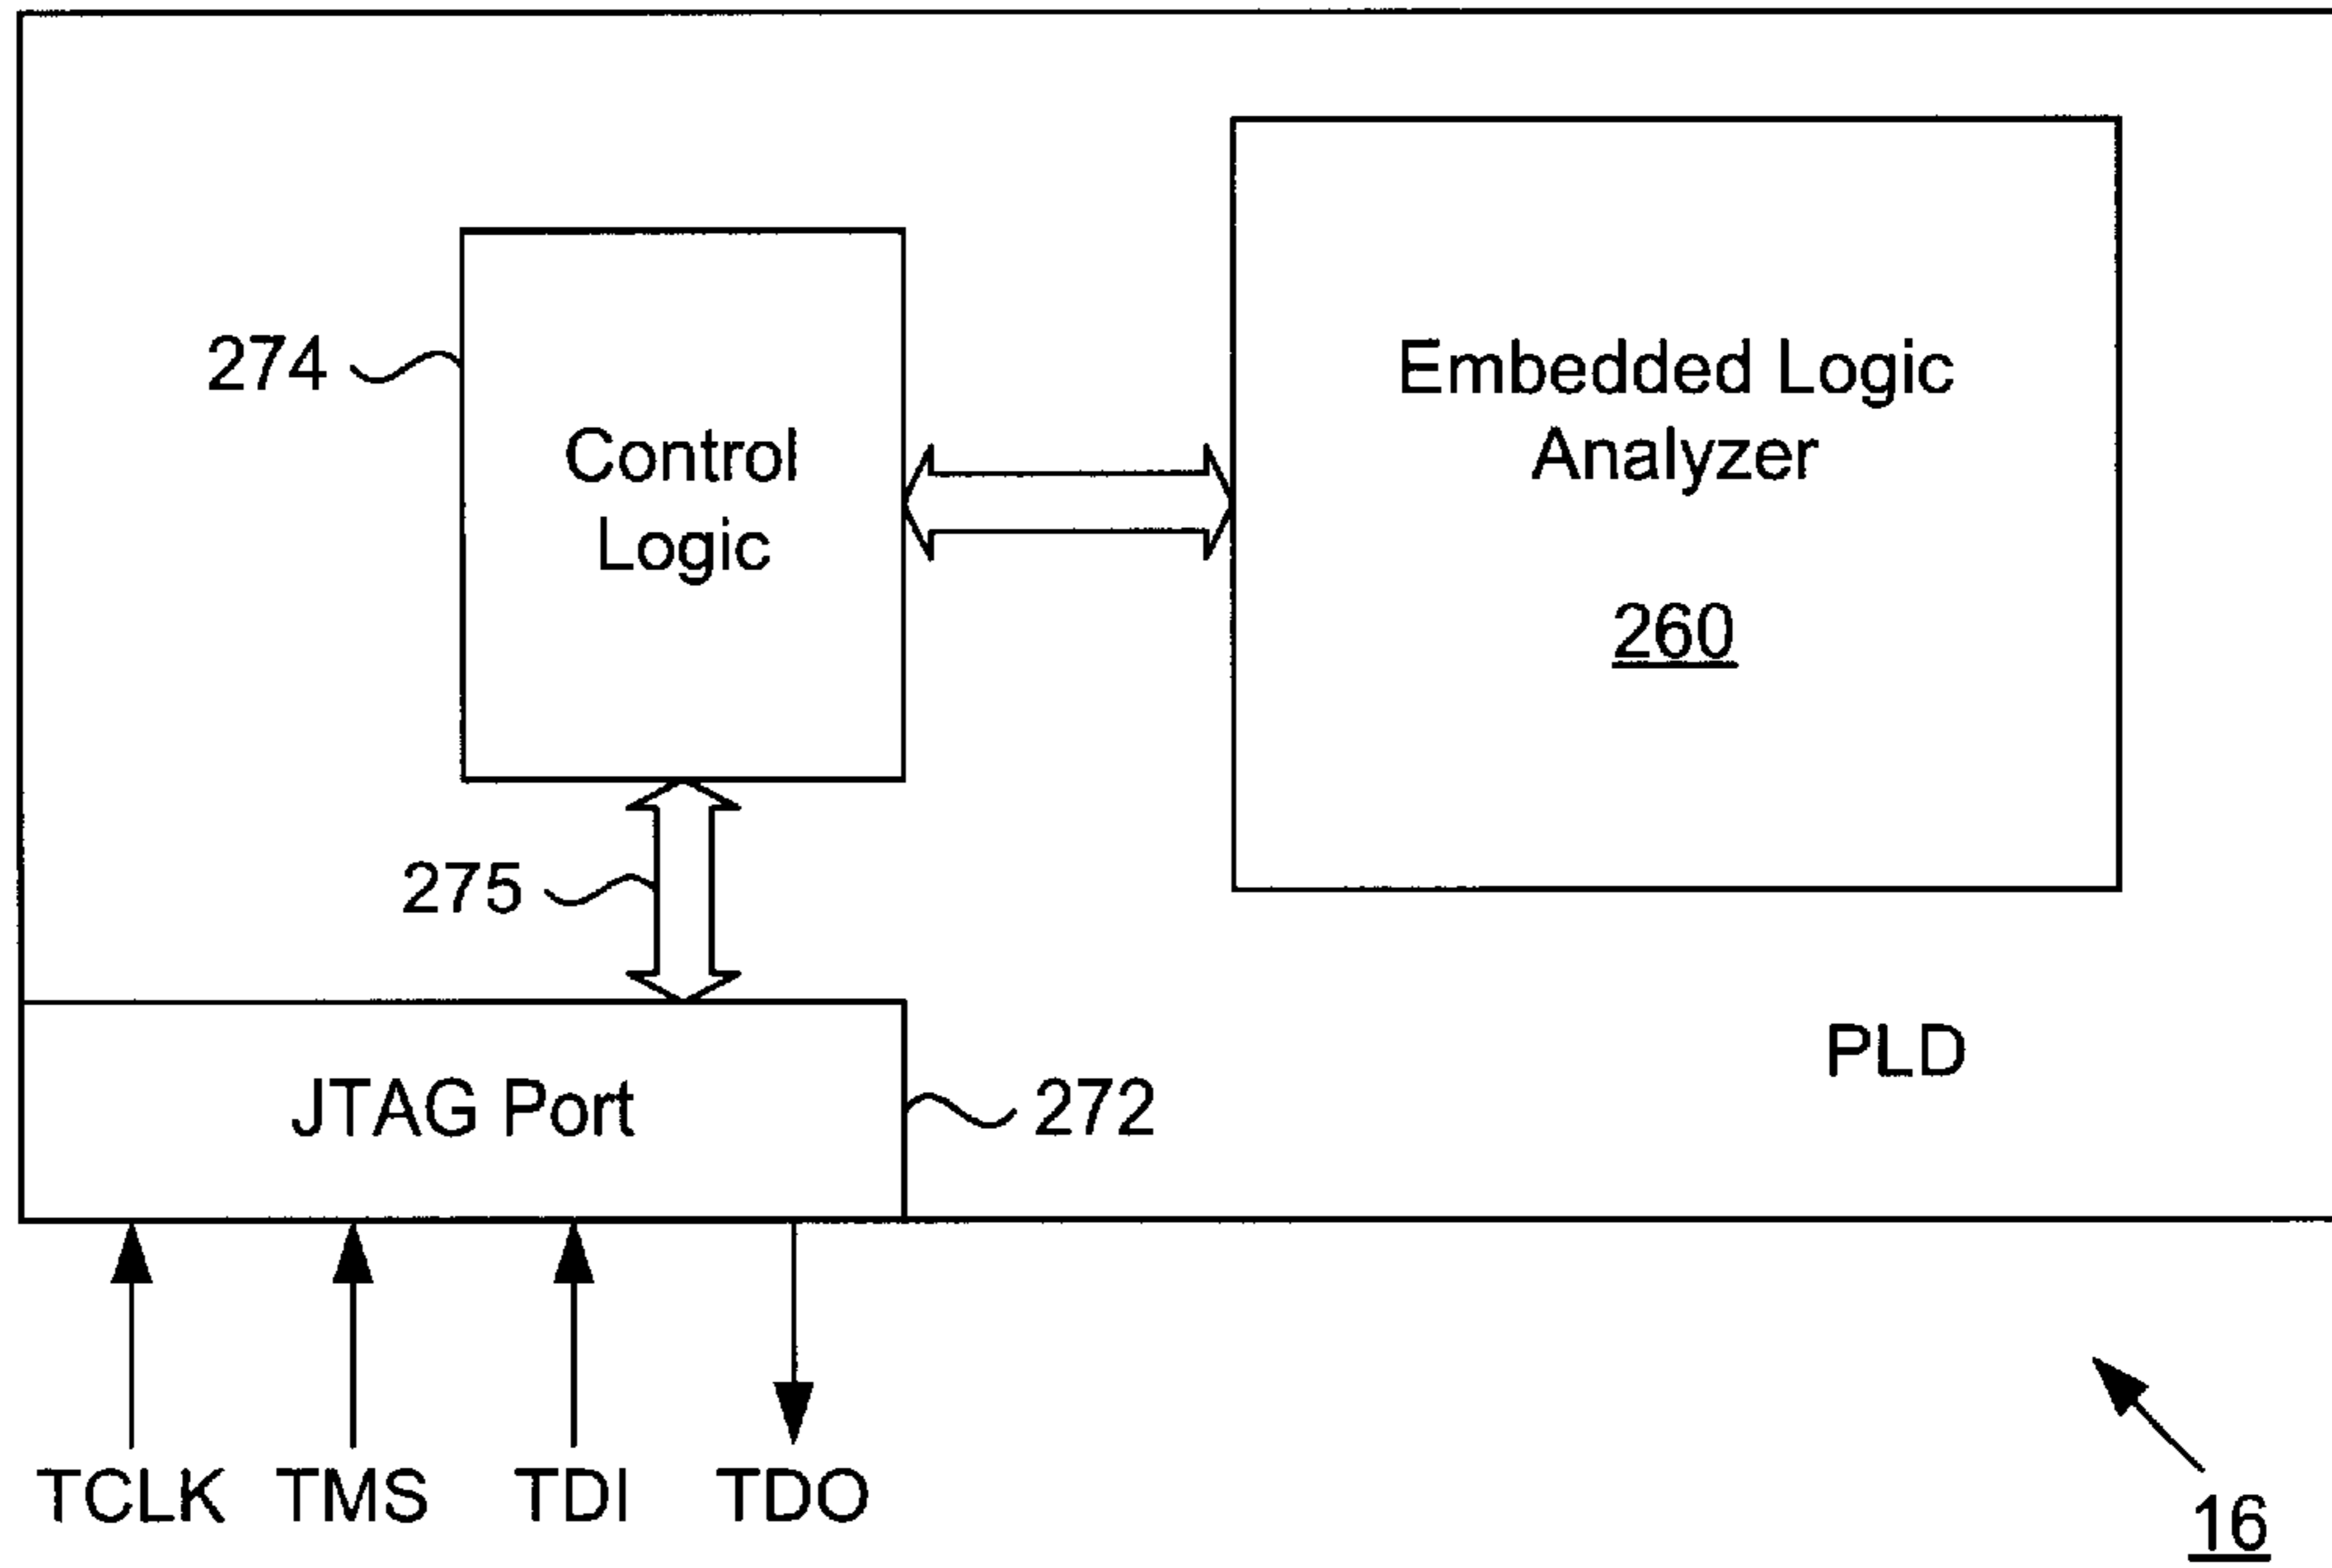 274
Control
Logic
Embedded Logic
Analyzer
260
275
JTAG Port
272
PLD
TCLK
TMS
TDI
TDO
16